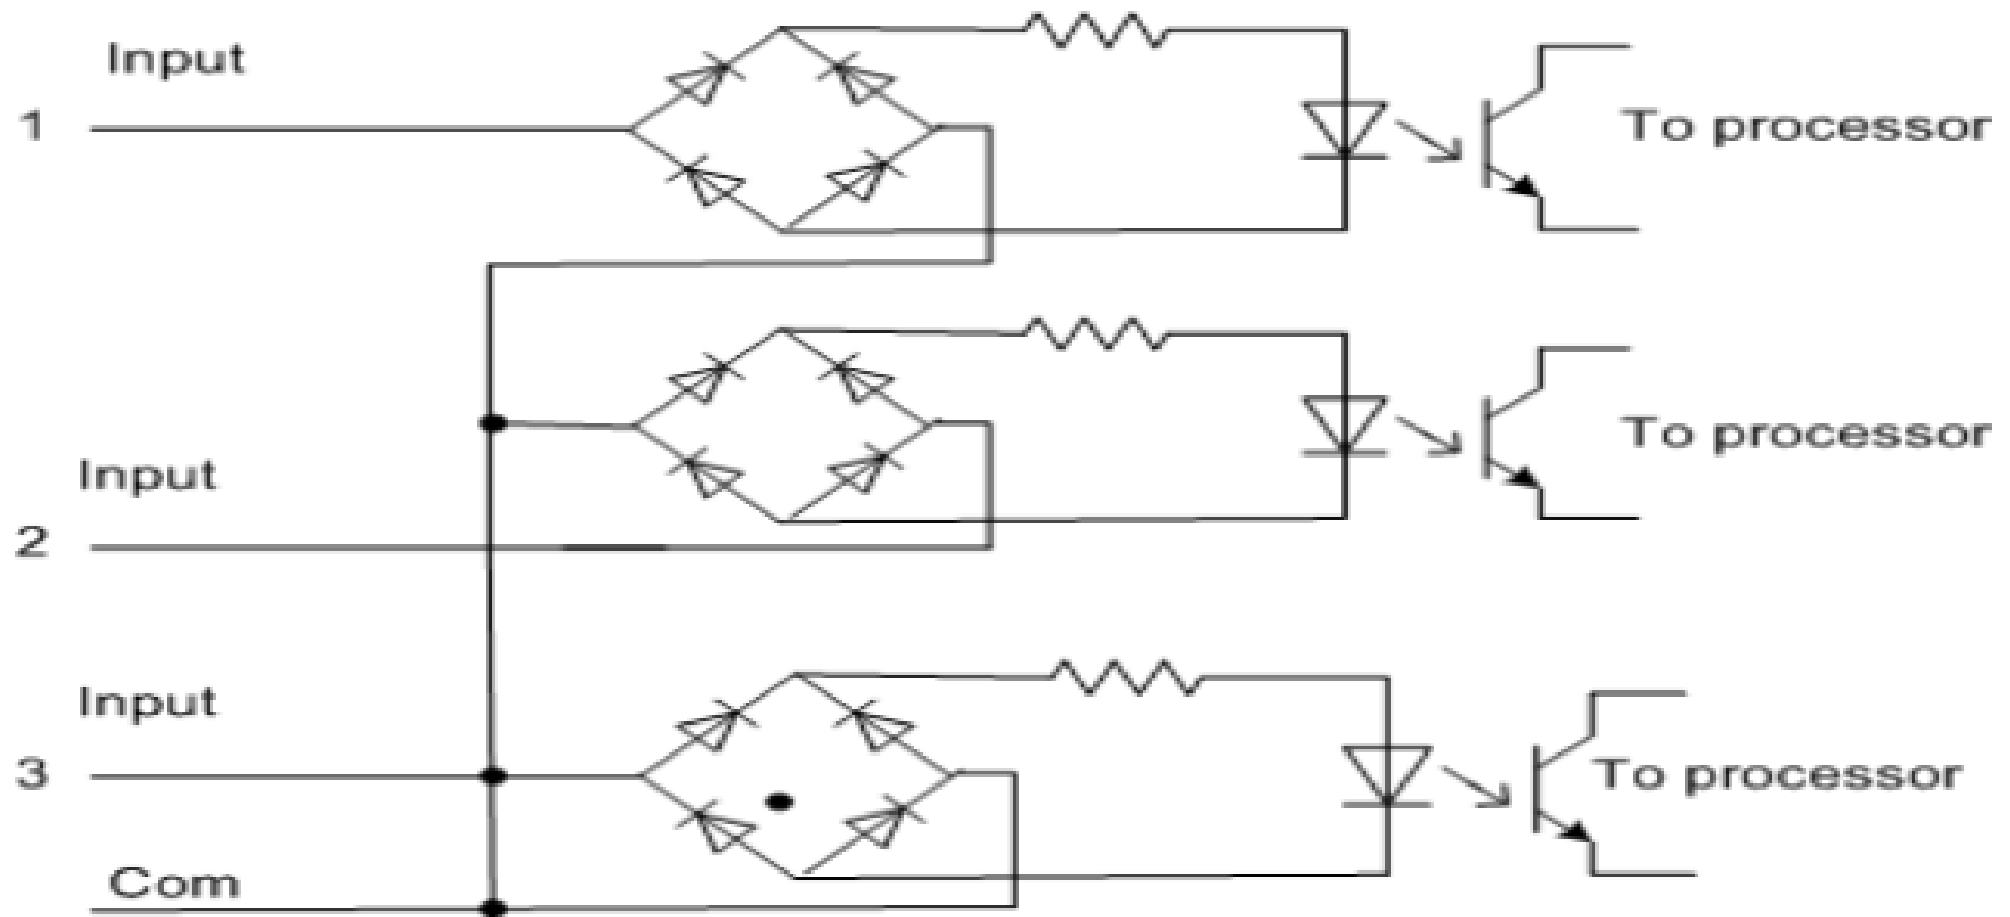 Input
1
To processor
To processor
Input
2
Input
3
To processor
Com